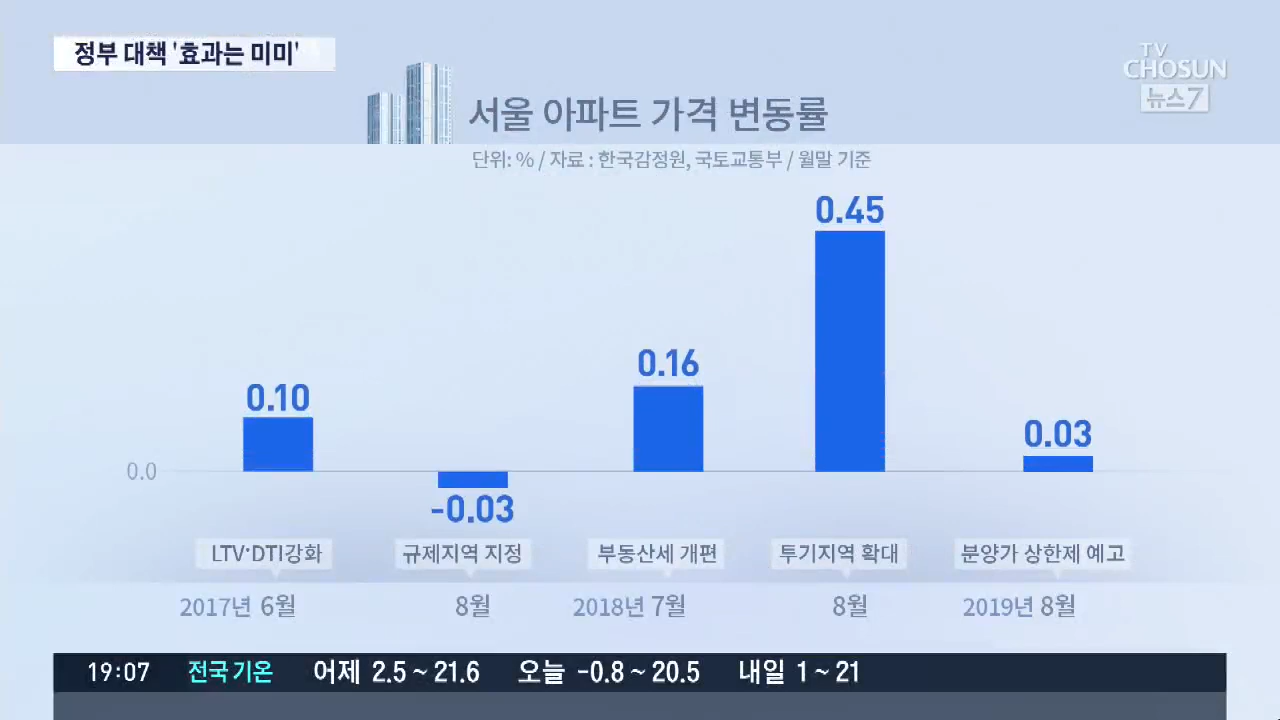 정부 대책 '효과는 미미'
TV
CHOSUN
뉴스7
서울 아파트 가격 변동률
단위: % / 자료 : 한국감정원, 국토교통부 / 월말 기준
0.45
0.16
0.10
0.03
0.0
-0.03
LTV·DTI강화 규제지역 지정 부동산세 개편 투기지역 확대 분양가 상한제 예고
2017년 6월 8월 2018년 7월 8월 2019년 8월
19:07 전국 기온 어제 2.5 ~ 21.6 오늘 -0.8 ~ 20.5 내일 1 ~ 21